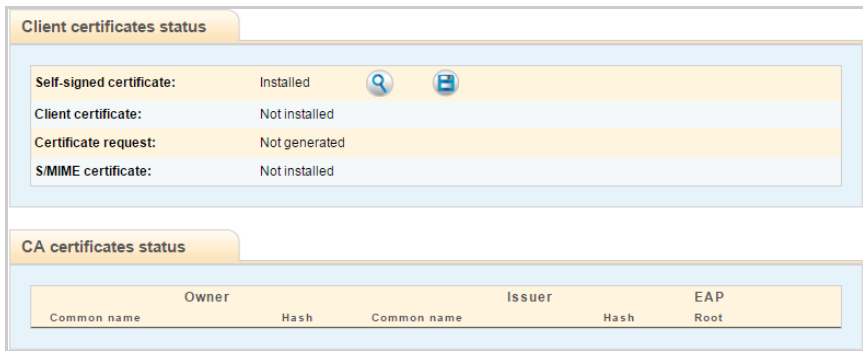 Client certificates status
Self-signed certificate: Installed
Client certificate: Not installed
Certificate request: Not generated
S/MIME certificate: Not installed
CA certificates status
Owner Issuer EAP
Common name Hash Common name Hash Root